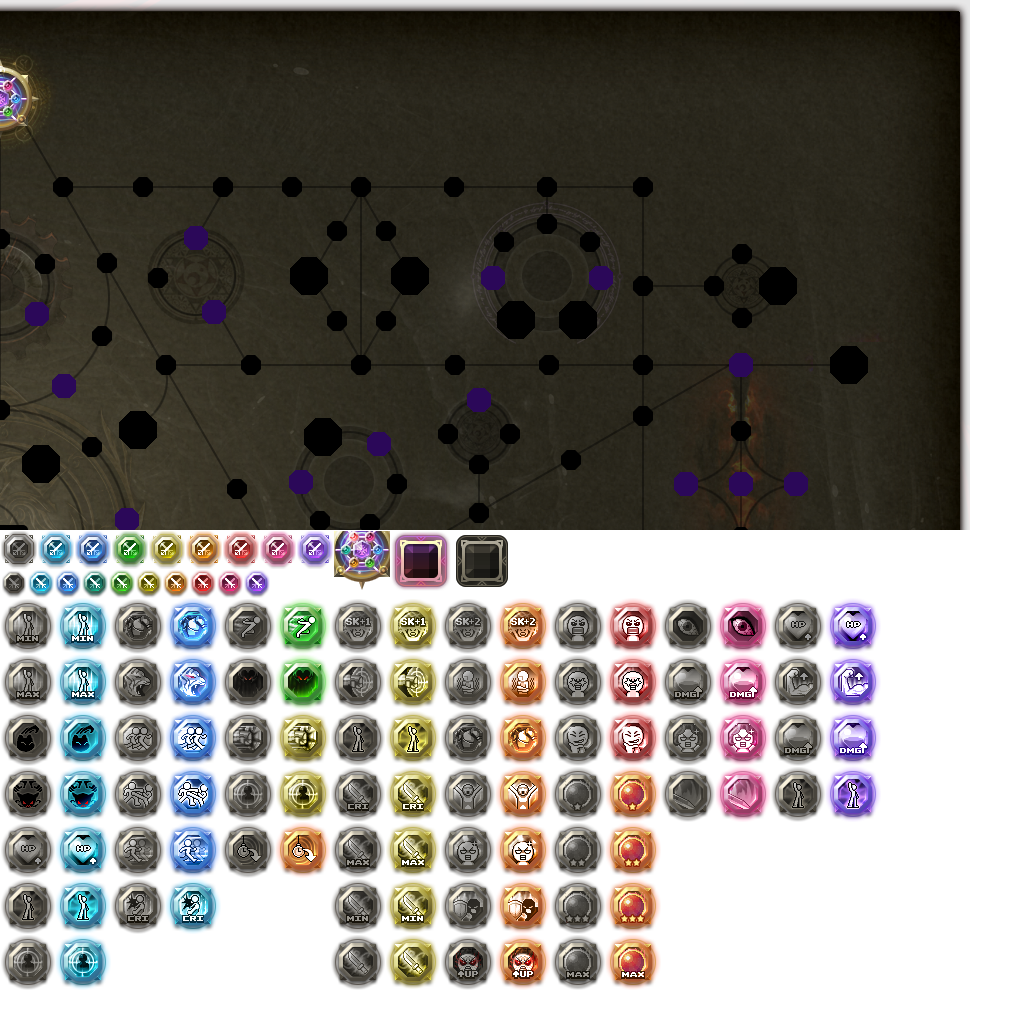 MIN MIN SK+1 SK+1 SK+2 SK+2 HP HP
MAX MAX DMG DMG
DMG DMG
CRI CRI
HP HP MAX MAX
CRI CRI MIN MIN
UP UP MAX MAX